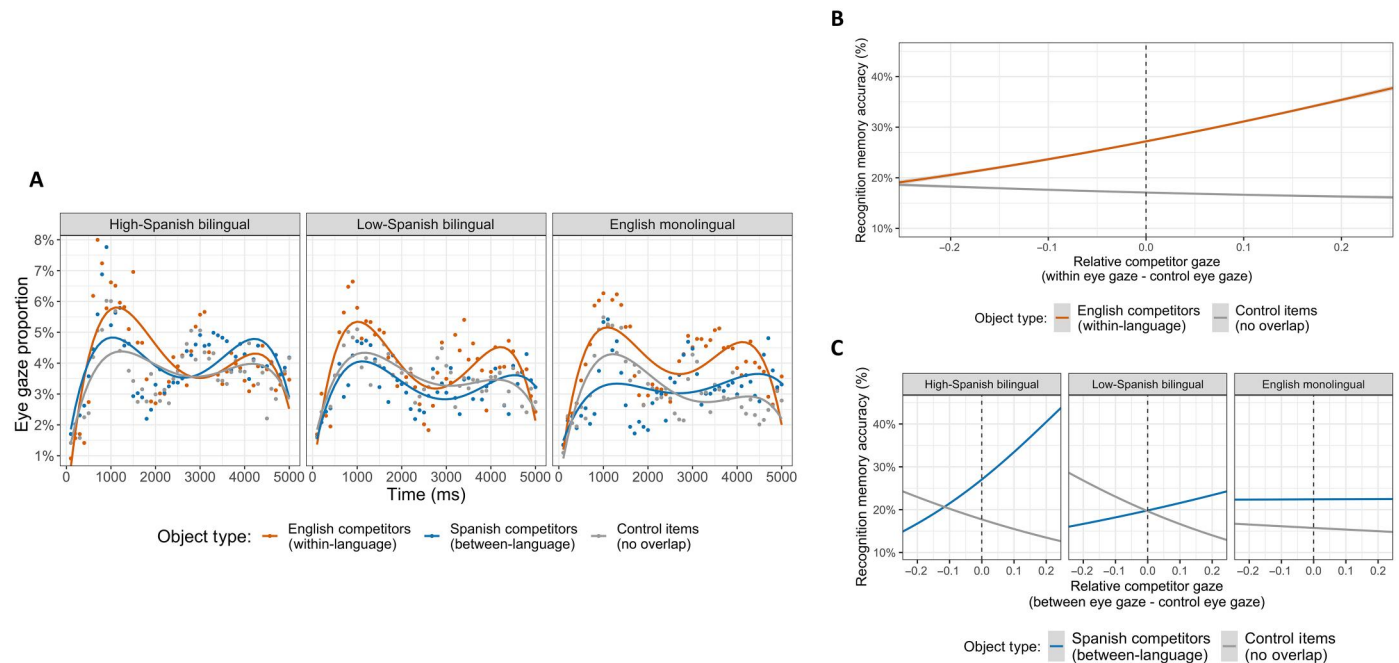 A
High-Spanish bilingual
Low-Spanish bilingual
English monolingual
Eye gaze proportion
8%
7%
6%
5%
4%
3%
2%
1%
0 1000 2000 3000 4000 5000
0 1000 2000 3000 4000 5000
0 1000 2000 3000 4000 5000
Time (ms)
Object type:
English competitors
(within-language)
Spanish competitors
(between-language)
Control items
(no overlap)
B
Recognition memory accuracy (%)
40%
30%
20%
10%
−0.2 −0.1 0.0 0.1 0.2
Relative competitor gaze
(within eye gaze - control eye gaze)
Object type:
English competitors
(within-language)
Control items
(no overlap)
C
High-Spanish bilingual
Low-Spanish bilingual
English monolingual
Recognition memory accuracy (%)
40%
30%
20%
10%
−0.2 −0.1 0.0 0.1 0.2
−0.2 −0.1 0.0 0.1 0.2
−0.2 −0.1 0.0 0.1 0.2
Relative competitor gaze
(between eye gaze - control eye gaze)
Object type:
Spanish competitors
(between-language)
Control items
(no overlap)